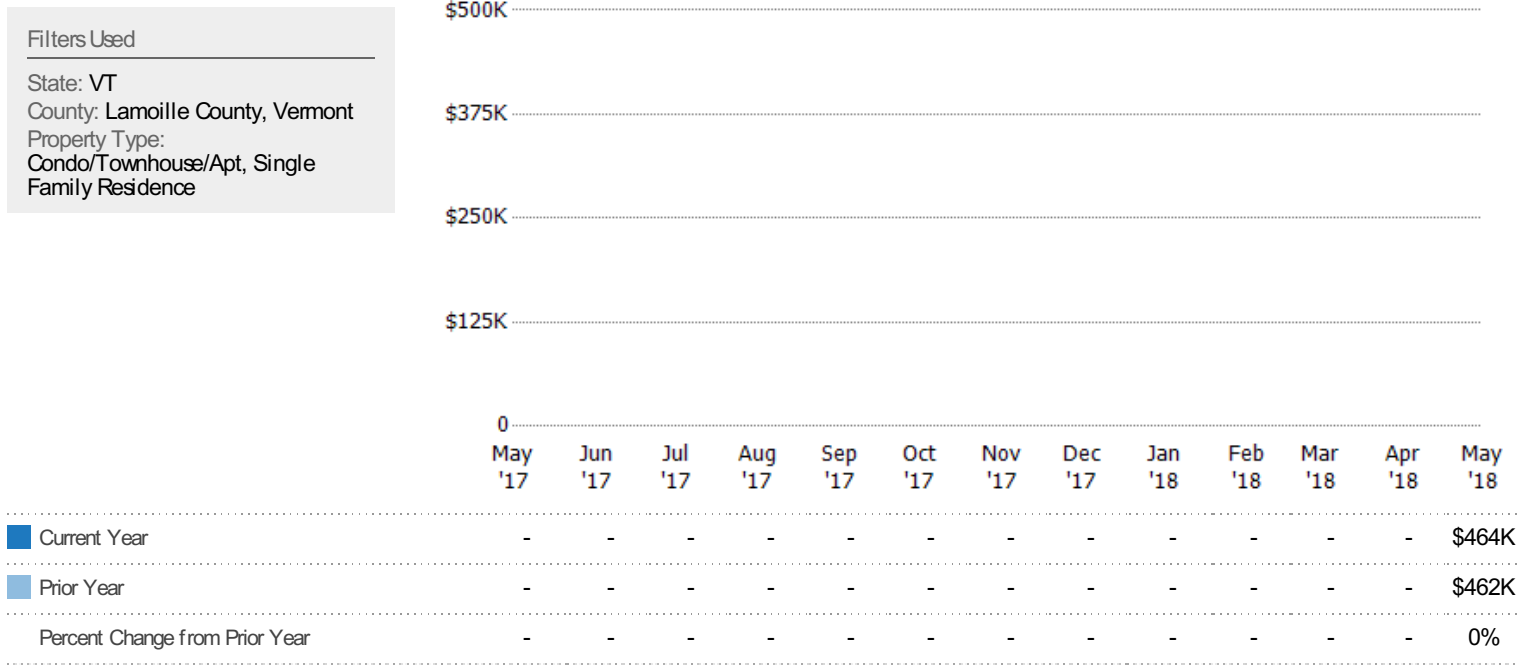 Filters Used
State: VT
County: Lamoille County, Vermont
Property Type:
Condo/Townhouse/Apt, Single
Family Residence
$500K
$375K
$250K
$125K
0
May Jun Jul Aug Sep Oct Nov Dec Jan Feb Mar Apr May
'17 '17 '17 '17 '17 '17 '17 '17 '18 '18 '18 '18 '18
Current Year - - - - - - - - - - - - $464K
Prior Year - - - - - - - - - - - - $462K
Percent Change from Prior Year - - - - - - - - - - - - 0%